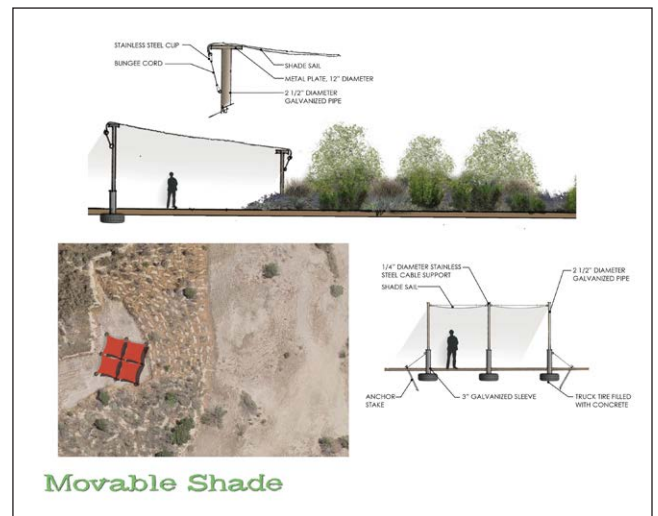 STAINLESS STEEL CLIP
BUNGEE CORD
SHADE SAIL
METAL PLATE, 12" DIAMETER
2 1/2" DIAMETER
GALVANIZED PIPE
1/4" DIAMETER STAINLESS
STEEL CABLE SUPPORT
SHADE SAIL
2 1/2" DIAMETER
GALVANIZED PIPE
ANCHOR
STAKE
3" GALVANIZED SLEEVE
TRUCK TIRE FILLED
WITH CONCRETE
Movable Shade